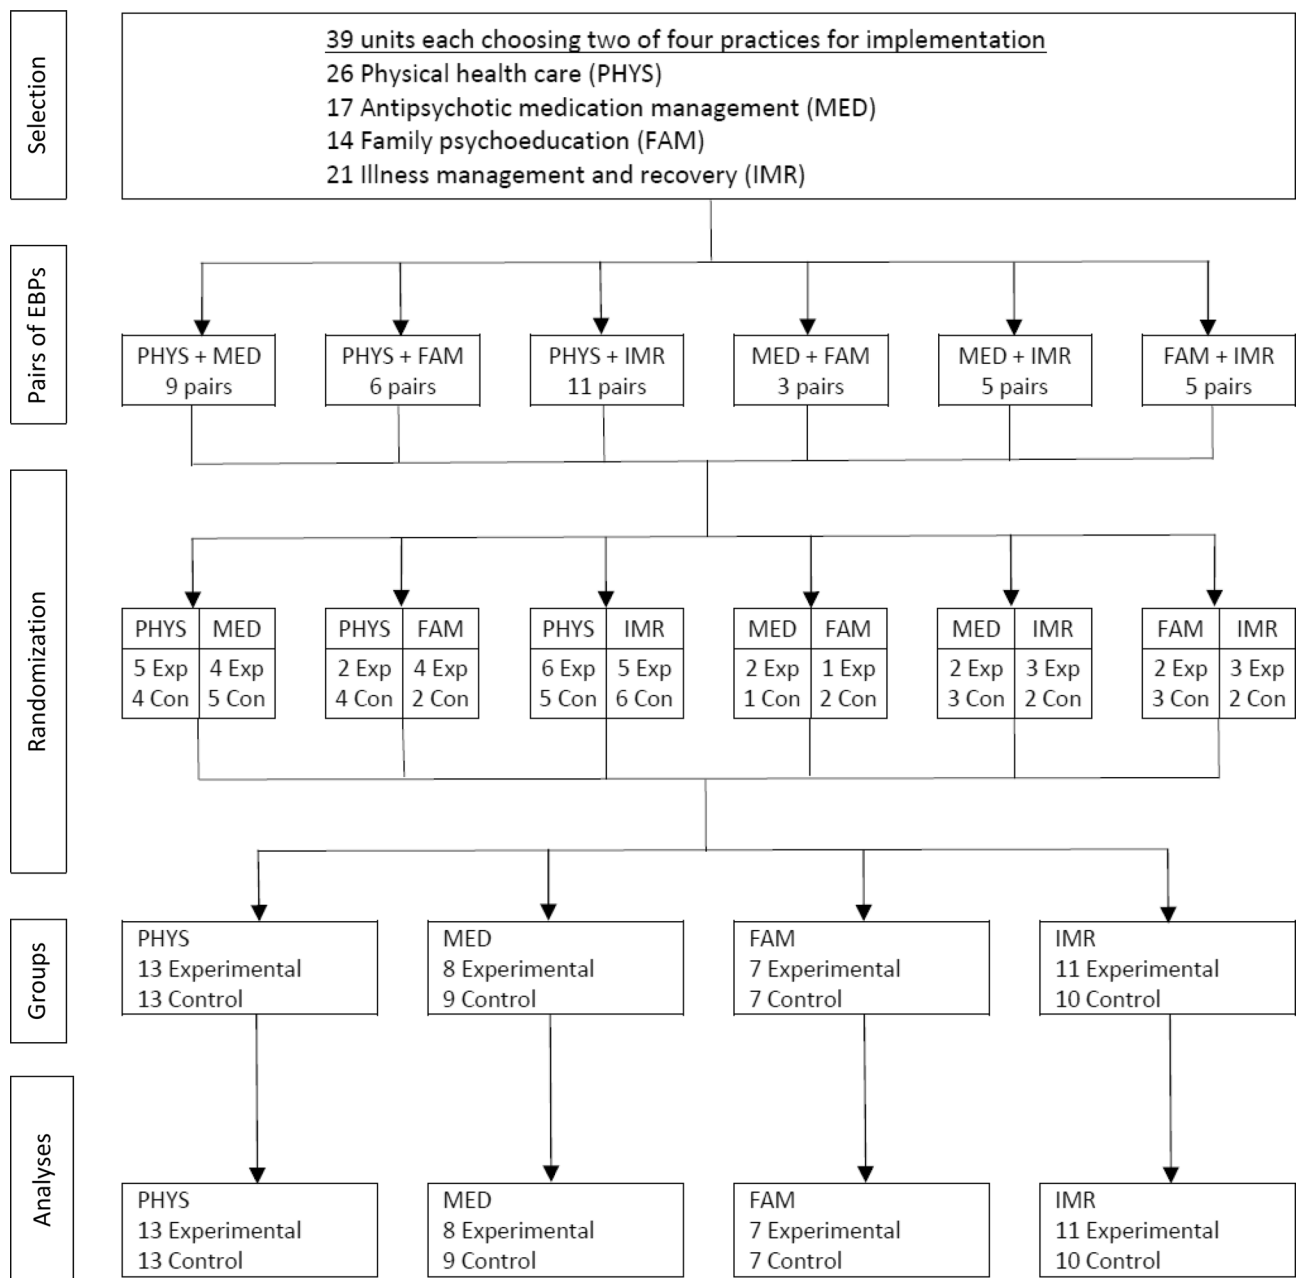 Selection
39 units each choosing two of four practices for implementation
26 Physical health care (PHYS)
17 Antipsychotic medication management (MED)
14 Family psychoeducation (FAM)
21 Illness management and recovery (IMR)
Pairs of EBPs
PHYS + MED
9 pairs
PHYS + FAM
6 pairs
PHYS + IMR
11 pairs
MED + FAM
3 pairs
MED + IMR
5 pairs
FAM + IMR
5 pairs
Randomization
PHYS MED
5 Exp 4 Exp
4 Con 5 Con
PHYS FAM
2 Exp 4 Exp
4 Con 2 Con
PHYS IMR
6 Exp 5 Exp
5 Con 6 Con
MED FAM
2 Exp 1 Exp
1 Con 2 Con
MED IMR
2 Exp 3 Exp
3 Con 2 Con
FAM IMR
2 Exp 3 Exp
3 Con 2 Con
Groups
PHYS
13 Experimental
13 Control
MED
8 Experimental
9 Control
FAM
7 Experimental
7 Control
IMR
11 Experimental
10 Control
Analyses
PHYS
13 Experimental
13 Control
MED
8 Experimental
9 Control
FAM
7 Experimental
7 Control
IMR
11 Experimental
10 Control